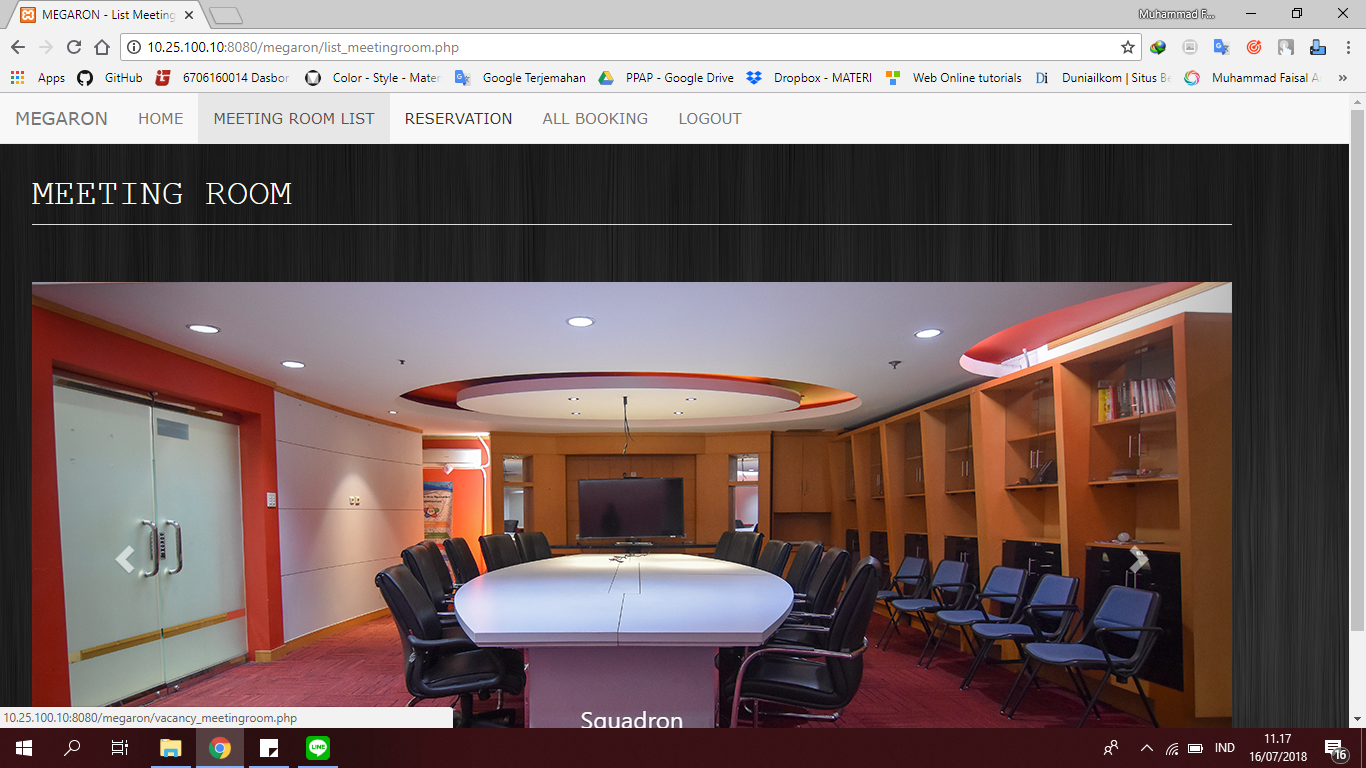 MEGARON - List Meeting
Muhammad F...
10.25.100.10:8080/megaron/list_meetingroom.php
Apps GitHub 6706160014 Dasbor Color - Style - Mater Google Terjemahan PPAP - Google Drive Dropbox - MATERI Web Online tutorials Di Duniailkom | Situs Be Muhammad Faisal A »
MEGARON HOME MEETING ROOM LIST RESERVATION ALL BOOKING LOGOUT
MEETING ROOM
Squadron
10.25.100.10:8080/megaron/vacancy_meetingroom.php
LINE IND 11.17
16/07/2018 16